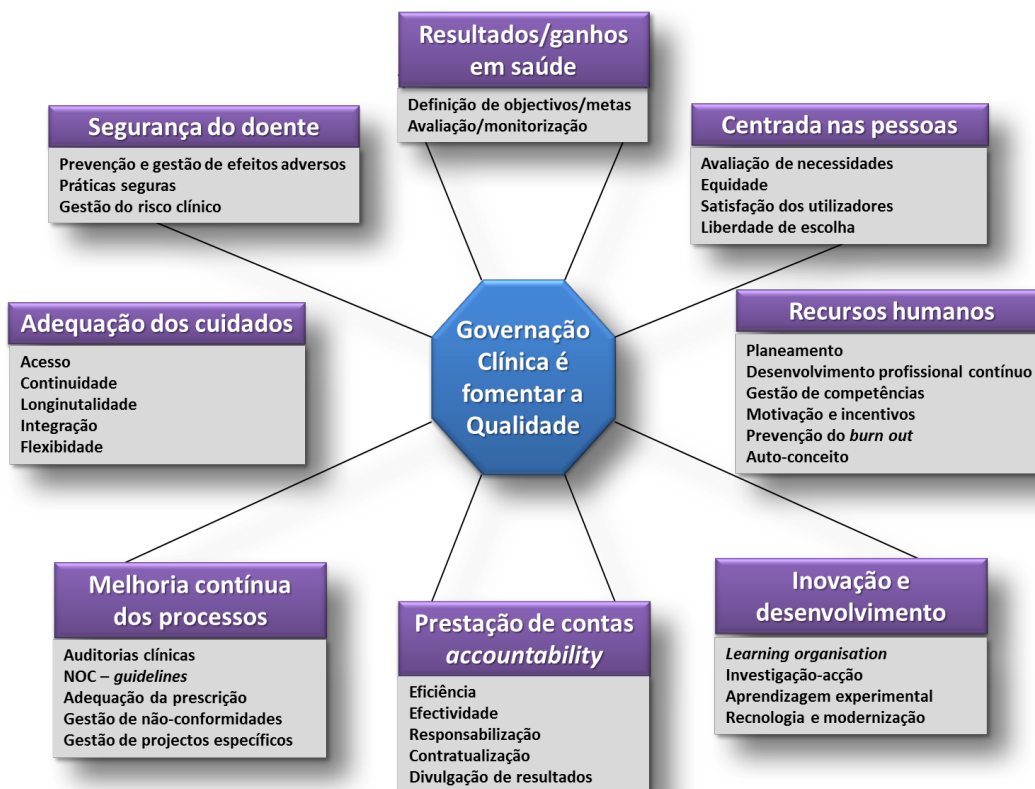 Resultados/ganhos
em saúde
Definição de objectivos/metas
Avaliação/monitorização
Segurança do doente
Prevenção e gestão de efeitos adversos
Práticas seguras
Gestão do risco clínico
Centrada nas pessoas
Avaliação de necessidades
Equidade
Satisfação dos utilizadores
Liberdade de escolha
Adequação dos cuidados
Acesso
Continuidade
Longinutalidade
Integração
Flexibidade
Governação
Clínica é
fomentar a
Qualidade
Recursos humanos
Planeamento
Desenvolvimento profissional contínuo
Gestão de competências
Motivação e incentivos
Prevenção do burn out
Auto-conceito
Melhoria contínua
dos processos
Auditorias clínicas
NOC – guidelines
Adequação da prescrição
Gestão de não-conformidades
Gestão de projectos específicos
Prestação de contas
accountability
Eficiência
Efectividade
Responsabilização
Contratualização
Divulgação de resultados
Inovação e
desenvolvimento
Learning organisation
Investigação-acção
Aprendizagem experimental
Recnologia e modernização